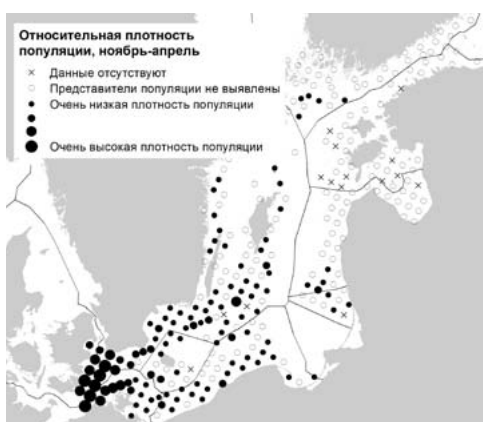 Относительная плотность
популяции, ноябрь-апрель
Данные отсутствуют
Представители популяции не выявлены
Очень низкая плотность популяции
Очень высокая плотность популяции